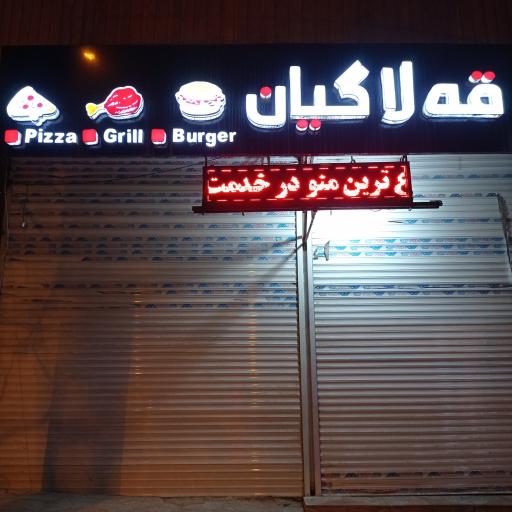 قه لاکیان
Pizza Grill Burger
ع ترین منو در خدمت